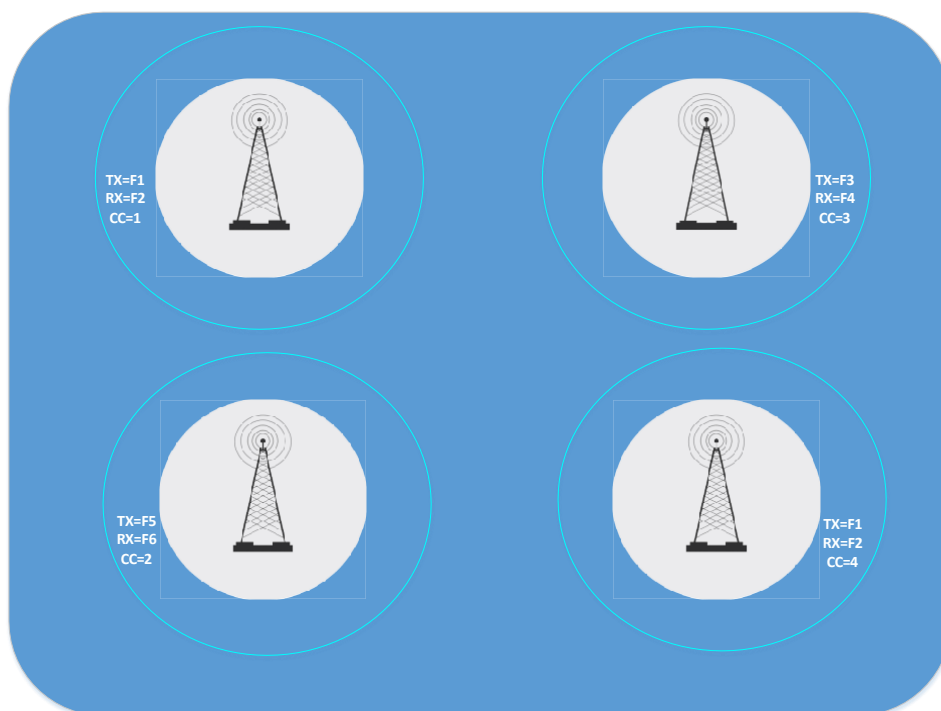 TX=F1
RX=F2
CC=1
TX=F3
RX=F4
CC=3
TX=F5
RX=F6
CC=2
TX=F1
RX=F2
CC=4